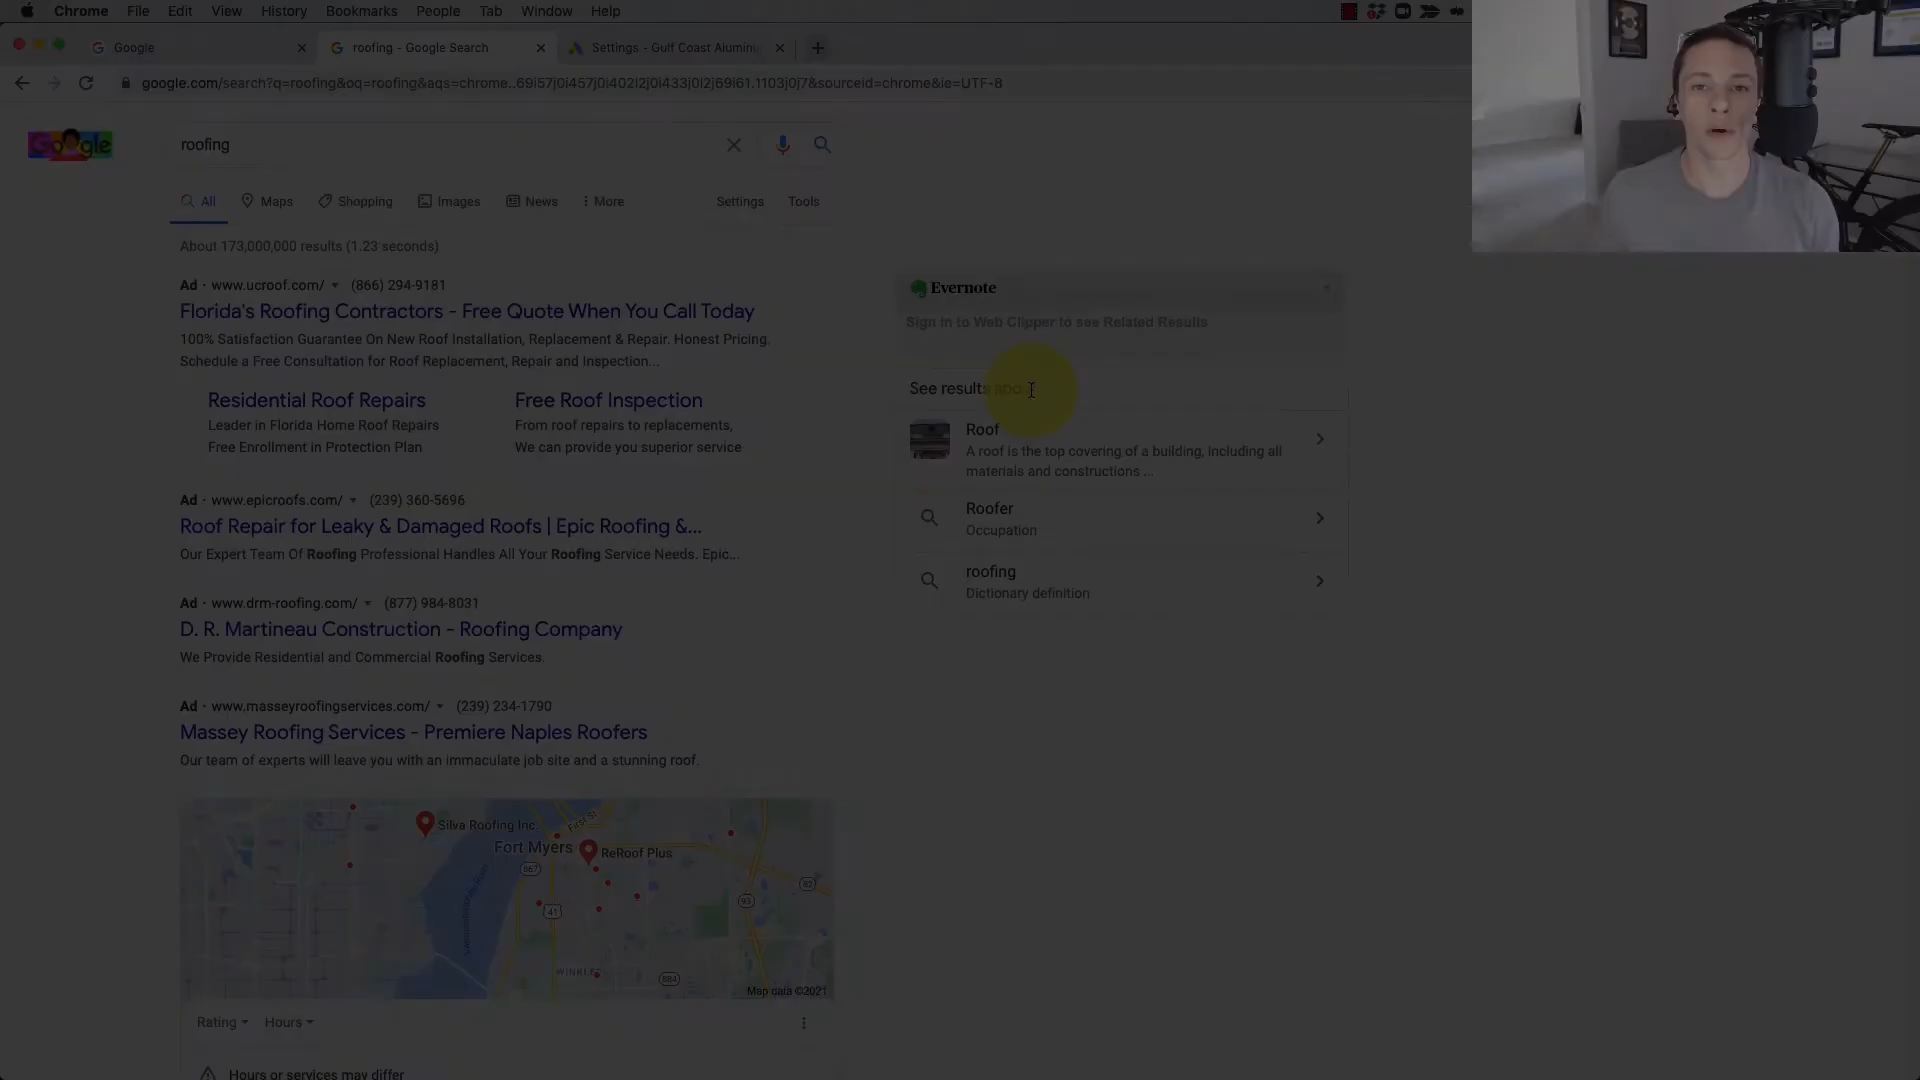 Chrome File Edit View History Bookmarks People Tab Window Help
Google
roofing - Google Search
Settings - Gulf Coast Alumin
google.com/search?q=roofing&oq=roofing&aqs=chrome..69i57j0i457j0i402l2j0i433j0l2j69i61.1103j0j7&sourceid=chrome&ie=UTF-8
Google
roofing
All Maps Shopping Images News More Settings Tools
About 173,000,000 results (1.23 seconds)
Ad · www.ucroof.com/ (866) 294-9181
Florida's Roofing Contractors - Free Quote When You Call Today
100% Satisfaction Guarantee On New Roof Installation, Replacement & Repair. Honest Pricing.
Schedule a Free Consultation for Roof Replacement, Repair and Inspection...
Residential Roof Repairs
Leader in Florida Home Roof Repairs
Free Enrollment in Protection Plan
Free Roof Inspection
From roof repairs to replacements,
We can provide you superior service
Ad · www.epicroofs.com/ (239) 360-5696
Roof Repair for Leaky & Damaged Roofs | Epic Roofing &...
Our Expert Team Of Roofing Professional Handles All Your Roofing Service Needs. Epic...
Ad · www.drm-roofing.com/ (877) 984-8031
D. R. Martineau Construction - Roofing Company
We Provide Residential and Commercial Roofing Services.
Ad · www.masseyroofingservices.com/ (239) 234-1790
Massey Roofing Services - Premiere Naples Roofers
Our team of experts will leave you with an immaculate job site and a stunning roof.
Silva Roofing Inc.
First St
Fort Myers
ReRoof Plus
867
41
93
82
WINKLER
884
Map data ©2021
Rating Hours
Hours or services may differ
Evernote
Sign in to Web Clipper to see Related Results
See results
Roof
A roof is the top covering of a building, including all
materials and constructions ...
Roofer
Occupation
roofing
Dictionary definition